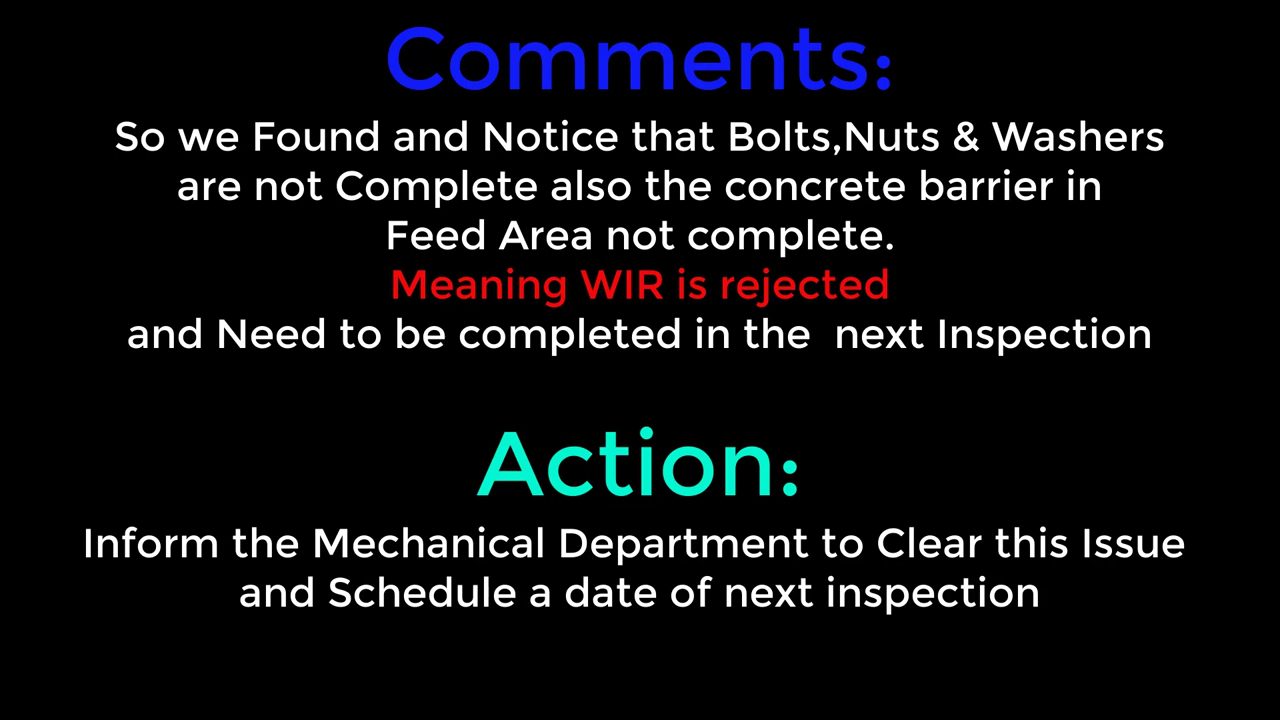 Comments:
So we Found and Notice that Bolts,Nuts & Washers
are not Complete also the concrete barrier in
Feed Area not complete.
Meaning WIR is rejected
and Need to be completed in the  next Inspection
Action:
Inform the Mechanical Department to Clear this Issue
and Schedule a date of next inspection